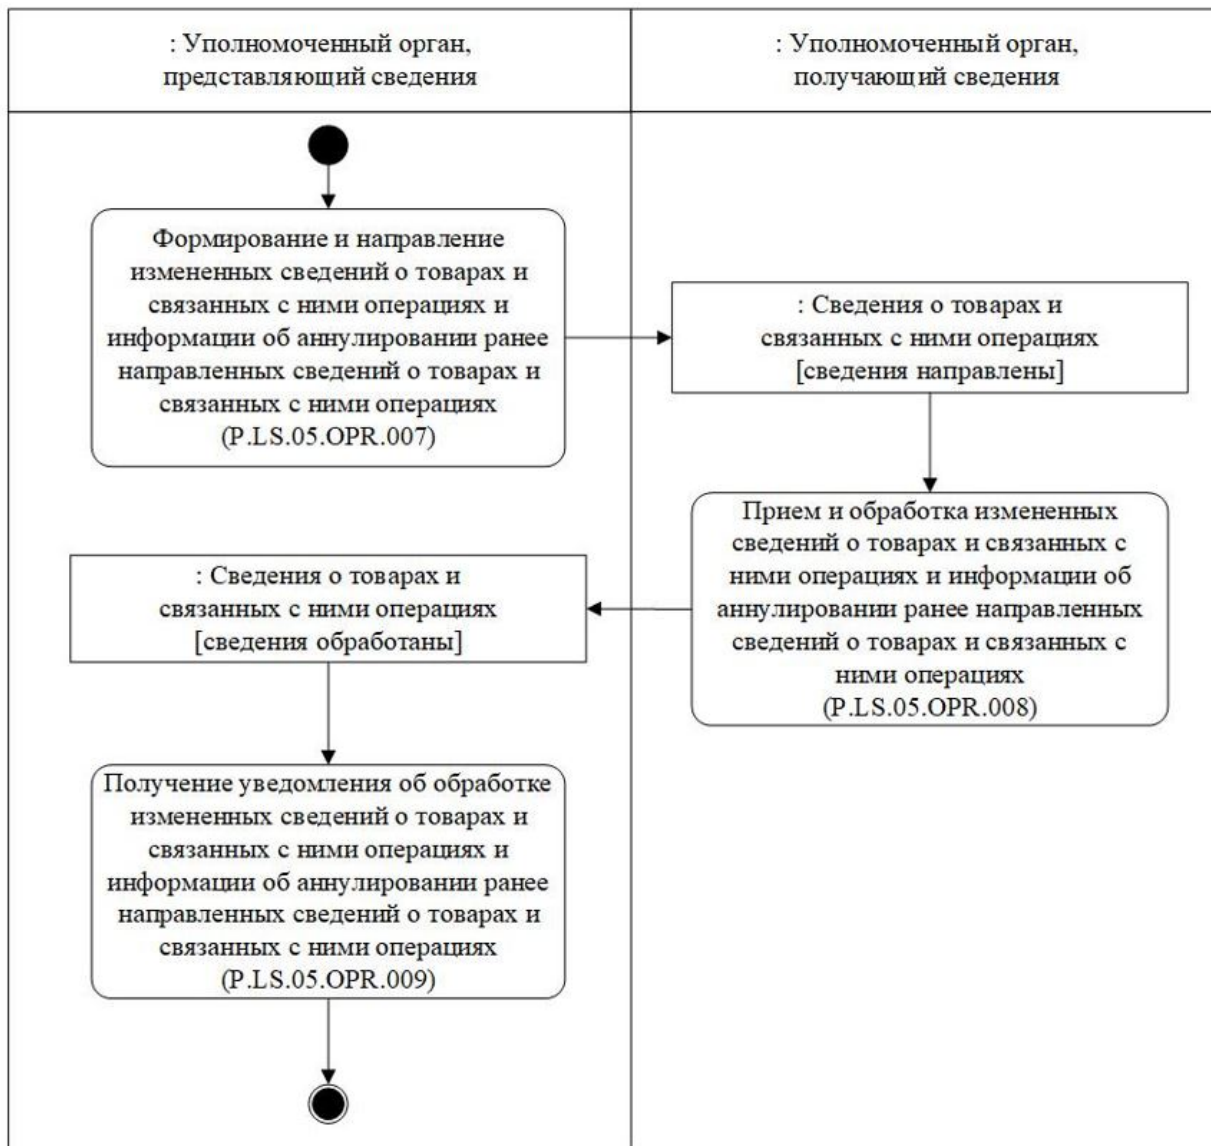 : Уполномоченный орган,
представляющий сведения
: Уполномоченный орган,
получающий сведения
Формирование и направление
измененных сведений о товарах и
связанных с ними операциях и
информации об аннулировании ранее
направленных сведений о товарах и
связанных с ними операциях
(P.LS.05.OPR.007)
: Сведения о товарах и
связанных с ними операциях
[сведения направлены]
Прием и обработка измененных
сведений о товарах и связанных с
ними операциях и информации об
аннулировании ранее направленных
сведений о товарах и связанных с
ними операциях
(P.LS.05.OPR.008)
: Сведения о товарах и
связанных с ними операциях
[сведения обработаны]
Получение уведомления об обработке
измененных сведений о товарах и
связанных с ними операциях и
информации об аннулировании ранее
направленных сведений о товарах и
связанных с ними операциях
(P.LS.05.OPR.009)